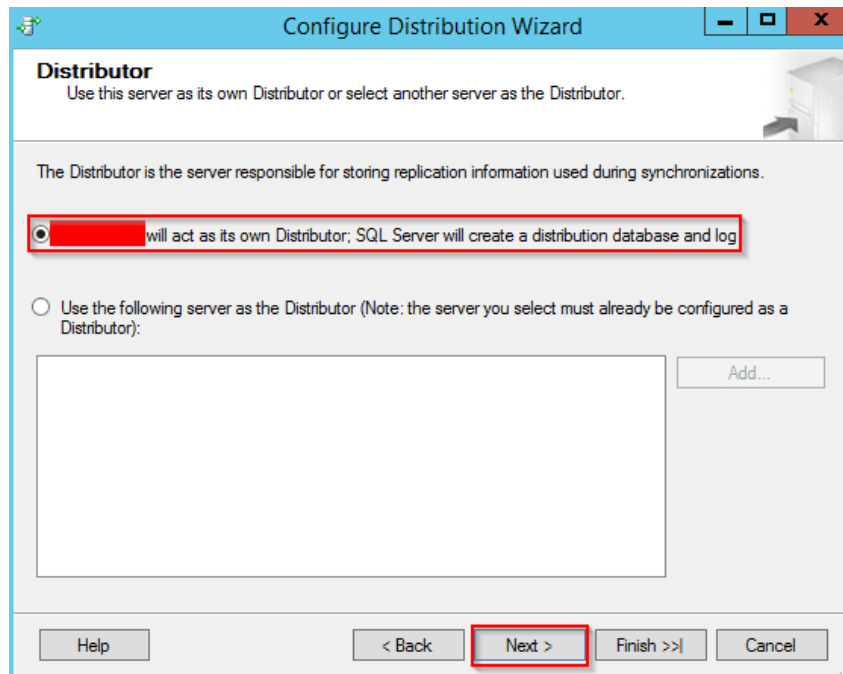 Configure Distribution Wizard
x
Distributor
Use this server as its own Distributor or select another server as the Distributor.
The Distributor is the server responsible for storing replication information used during synchronizations.
will act as its own Distributor; SQL Server will create a distribution database and log
Use the following server as the Distributor (Note: the server you select must already be configured as a
Distributor):
Add...
Help
< Back
Next >
Finish >>|
Cancel